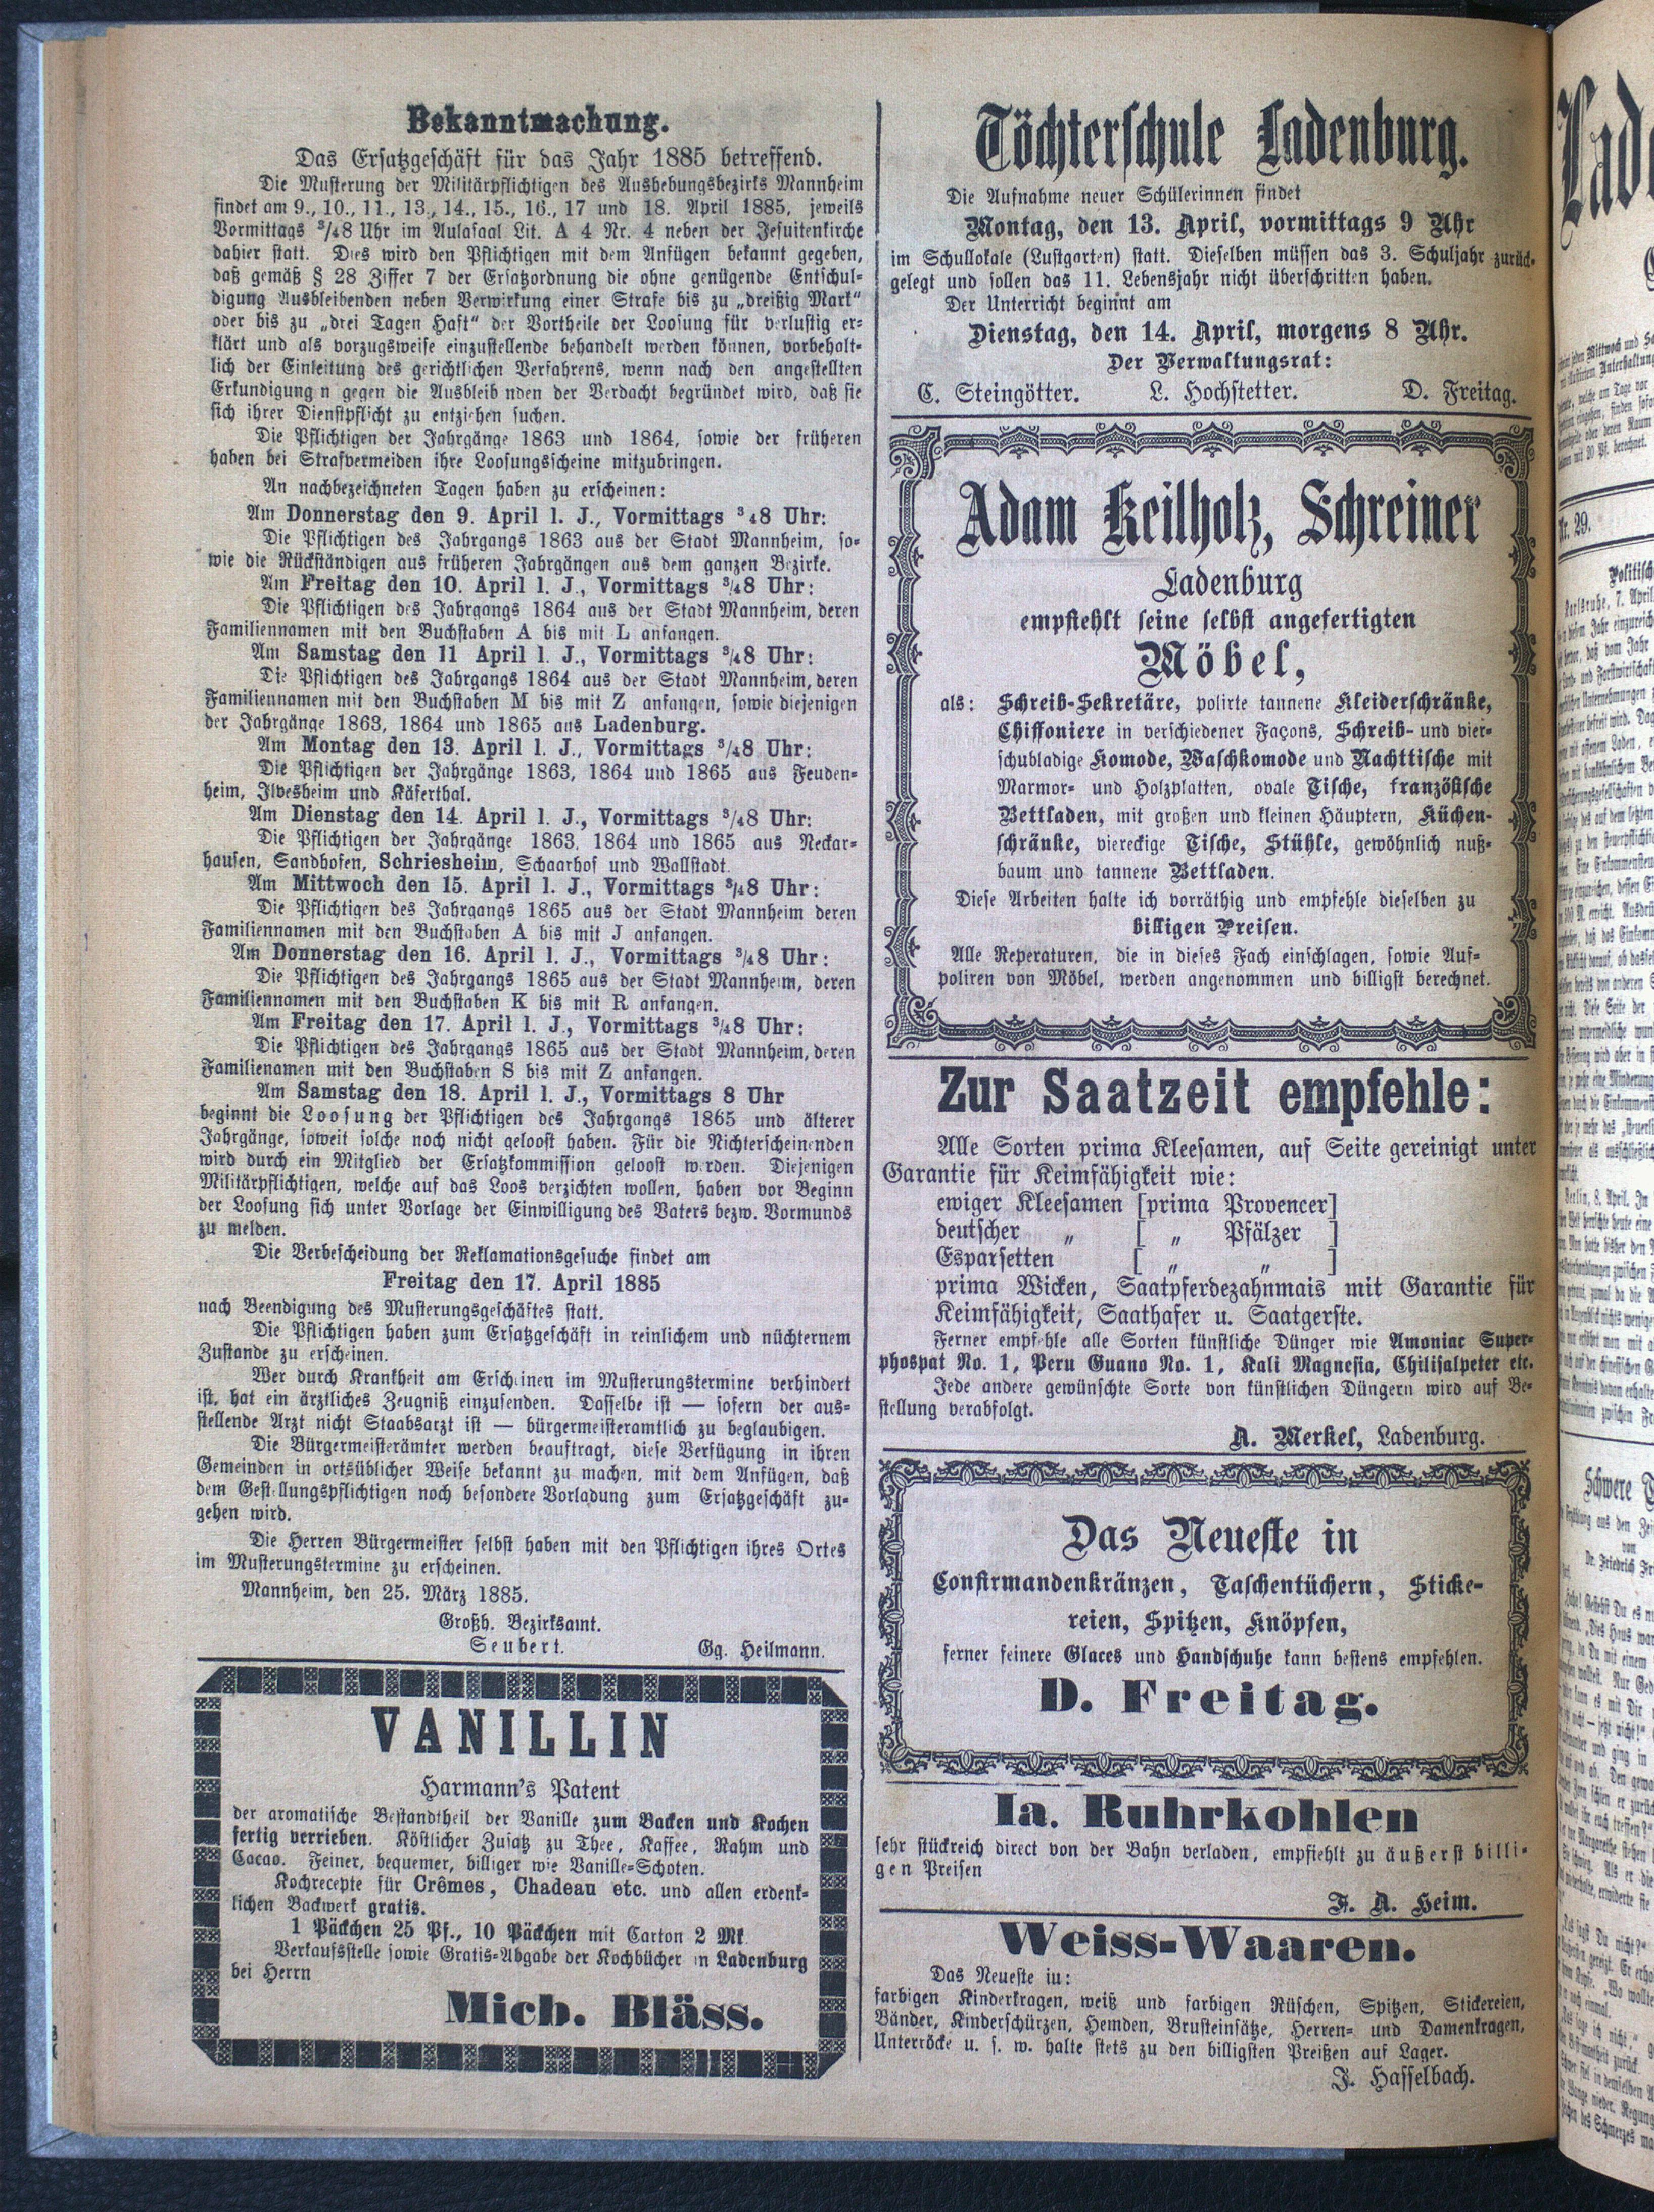 Bekanntmachung.
Das Ersatzgeschäft für das Jahr 1885 betreffend.
Die Musterung der Militärpflichtigen des Aushebungsbezirks Mannheim
findet am 9., 10., 11., 13., 14., 15., 16., 17 und 18. April 1885, jeweils
Vormittags ¾8 Uhr im Aulasaal Lit. A 4 Nr. 4 neben der Jesuitenkirche
dahier statt. Dies wird den Pflichtigen mit dem Anfügen bekannt gegeben,
daß gemäß § 28 Ziffer 7 der Ersatzordnung die ohne genügende Entschul-
digung Ausbleibenden neben Verwirkung einer Strafe bis zu „dreißig Mark"
oder bis zu „drei Tagen Haft" der Vortheile der Loosung für verlustig er-
klärt und als vorzugsweise einzustellende behandelt werden können, vorbehalt-
lich der Einleitung des gerichtlichen Verfahrens, wenn nach den angestellten
Erkundigung n gegen die Ausbleib nden der Verdacht begründet wird, daß sie
sich ihrer Dienstpflicht zu entziehen suchen.
Die Pflichtigen der Jahrgänge 1863 und 1864, sowie der früheren
haben bei Strafvermeiden ihre Loosungsscheine mitzubringen.
An nachbezeichneten Tagen haben zu erscheinen:
Am Donnerstag den 9. April l. J., Vormittags ¾8 Uhr:
Die Pflichtigen des Jahrgangs 1863 aus der Stadt Mannheim, so-
wie die Rückständigen aus früheren Jahrgängen aus dem ganzen Bezirke.
Am Freitag den 10. April l. J., Vormittags ¾8 Uhr:
Die Pflichtigen des Jahrgangs 1864 aus der Stadt Mannheim, deren
Familiennamen mit den Buchstaben A bis mit L anfangen.
Am Samstag den 11 April l. J., Vormittags ¾8 Uhr:
Die Pflichtigen des Jahrgangs 1864 aus der Stadt Mannheim, deren
Familiennamen mit den Buchstaben M bis mit Z anfangen, sowie diejenigen
der Jahrgänge 1863, 1864 und 1865 aus Ladenburg.
Am Montag den 13. April l. J., Vormittags ¾8 Uhr:
Die Pflichtigen der Jahrgänge 1863, 1864 und 1865 aus Feuden-
heim, Ilvesheim und Käferthal.
Am Dienstag den 14. April l. J., Vormittags ¾8 Uhr:
Die Pflichtigen der Jahrgänge 1863, 1864 und 1865 aus Neckar-
hausen, Sandhofen, Schriesheim, Schaarhof und Wallstadt.
Am Mittwoch den 15. April l. J., Vormittags ¾8 Uhr:
Die Pflichtigen des Jahrgangs 1865 aus der Stadt Mannheim deren
Familiennamen mit den Buchstaben A bis mit J anfangen.
Am Donnerstag den 16. April l. J., Vormittags ¾8 Uhr:
Die Pflichtigen des Jahrgangs 1865 aus der Stadt Mannheim, deren
Familiennamen mit den Buchstaben K bis mit R anfangen.
Am Freitag den 17. April l. J., Vormittags ¾8 Uhr:
Die Pflichtigen des Jahrgangs 1865 aus der Stadt Mannheim, deren
Familienamen mit den Buchstaben S bis mit Z anfangen.
Am Samstag den 18. April l. J., Vormittags 8 Uhr
beginnt die Loosung der Pflichtigen des Jahrgangs 1865 und älterer
Jahrgänge, soweit solche noch nicht geloost haben. Für die Nichterscheinenden
wird durch ein Mitglied der Ersatzkommission geloost werden. Diejenigen
Militärpflichtigen, welche auf das Loos verzichten wollen, haben vor Beginn
der Loosung sich unter Vorlage der Einwilligung des Vaters bezw. Vormunds
zu melden.
Die Verbescheidung der Reklamationsgesuche findet am
Freitag den 17. April 1885
nach Beendigung des Musterungsgeschäftes statt.
Die Pflichtigen haben zum Ersatzgeschäft in reinlichem und nüchternem
Zustande zu erscheinen.
Wer durch Krankheit am Erscheinen im Musterungstermine verhindert
ist, hat ein ärztliches Zeugniß einzusenden. Dasselbe ist — sofern der aus-
stellende Arzt nicht Staabsarzt ist — bürgermeisteramtlich zu beglaubigen.
Die Bürgermeisterämter werden beauftragt, diese Verfügung in ihren
Gemeinden in ortsüblicher Weise bekannt zu machen, mit dem Anfügen, daß
dem Gestellungspflichtigen noch besondere Vorladung zum Ersatzgeschäft zu-
gehen wird.
Die Herren Bürgermeister selbst haben mit den Pflichtigen ihres Ortes
im Musterungstermine zu erscheinen.
Mannheim, den 25. März 1885.
Großh. Bezirksamt.
Seubert. Gg. Heilmann.
VANILLIN
Harmann's Patent
der aromatische Bestandtheil der Vanille zum Backen und Kochen
fertig verrieben. Köstlicher Zusatz zu Thee, Kaffee, Rahm und
Cacao. Feiner, bequemer, billiger wie Vanille-Schoten.
Kochrecepte für Crêmes, Chadeau etc. und allen erdenk-
lichen Backwerk gratis.
1 Päckchen 25 Pf., 10 Päckchen mit Carton 2 Mk
Verkaufsstelle sowie Gratis-Abgabe der Kochbücher in Ladenburg
bei Herrn
Mich. Bläss.
Töchterschule Ladenburg.
Die Aufnahme neuer Schülerinnen findet
Montag, den 13. April, vormittags 9 Uhr
im Schullokale (Lustgarten) statt. Dieselben müssen das 3. Schuljahr zurück-
gelegt und sollen das 11. Lebensjahr nicht überschritten haben.
Der Unterricht beginnt am
Dienstag, den 14. April, morgens 8 Uhr.
Der Verwaltungsrat:
C. Steingötter. L. Hochstetter. D. Freitag.
Adam Keilholz, Schreiner
Ladenburg
empfiehlt seine selbst angefertigten
Möbel,
als: Schreib-Sekretäre, polirte tannene Kleiderschränke,
Chiffoniere in verschiedener Façons, Schreib- und vier-
schubladige Komode, Waschkomode und Nachttische mit
Marmor- und Holzplatten, ovale Tische, französische
Bettladen, mit großen und kleinen Häuptern, Küchen-
schränke, viereckige Tische, Stühle, gewöhnlich nuß-
baum und tannene Bettladen.
Diese Arbeiten halte ich vorräthig und empfehle dieselben zu
billigen Preisen.
Alle Reperaturen, die in dieses Fach einschlagen, sowie Auf-
poliren von Möbel, werden angenommen und billigst berechnet.
Zur Saatzeit empfehle:
Alle Sorten prima Kleesamen, auf Seite gereinigt unter
Garantie für Keimfähigkeit wie:
ewiger Kleesamen [prima Provencer]
deutscher „ [ „ Pfälzer ]
Esparsetten [ „ „ ]
prima Wicken, Saatpferdezahnmais mit Garantie für
Keimfähigkeit, Saathafer u. Saatgerste.
Ferner empfehle alle Sorten künstliche Dünger wie Amoniac Super-
phospat No. 1, Peru Guano No. 1, Kali Magnesia, Chilisalpeter etc.
Jede andere gewünschte Sorte von künstlichen Düngern wird auf Be-
stellung verabfolgt.
A. Merkel, Ladenburg.
Das Neueste in
Confirmandenkränzen, Taschentüchern, Sticke-
reien, Spitzen, Knöpfen,
ferner feinere Glaces und Handschuhe kann bestens empfehlen.
D. Freitag.
Ia. Ruhrkohlen
sehr stückreich direct von der Bahn verladen, empfiehlt zu äußerst billi-
gen Preisen
F. A. Heim.
Weiss-Waaren.
Das Neueste iu:
farbigen Kinderkragen, weiß und farbigen Rüschen, Spitzen, Stickereien,
Bänder, Kinderschürzen, Hemden, Brusteinsätze, Herren- und Damenkragen,
Unterröcke u. s. w. halte stets zu den billigsten Preißen auf Lager.
J. Hasselbach.
Nr. 29.